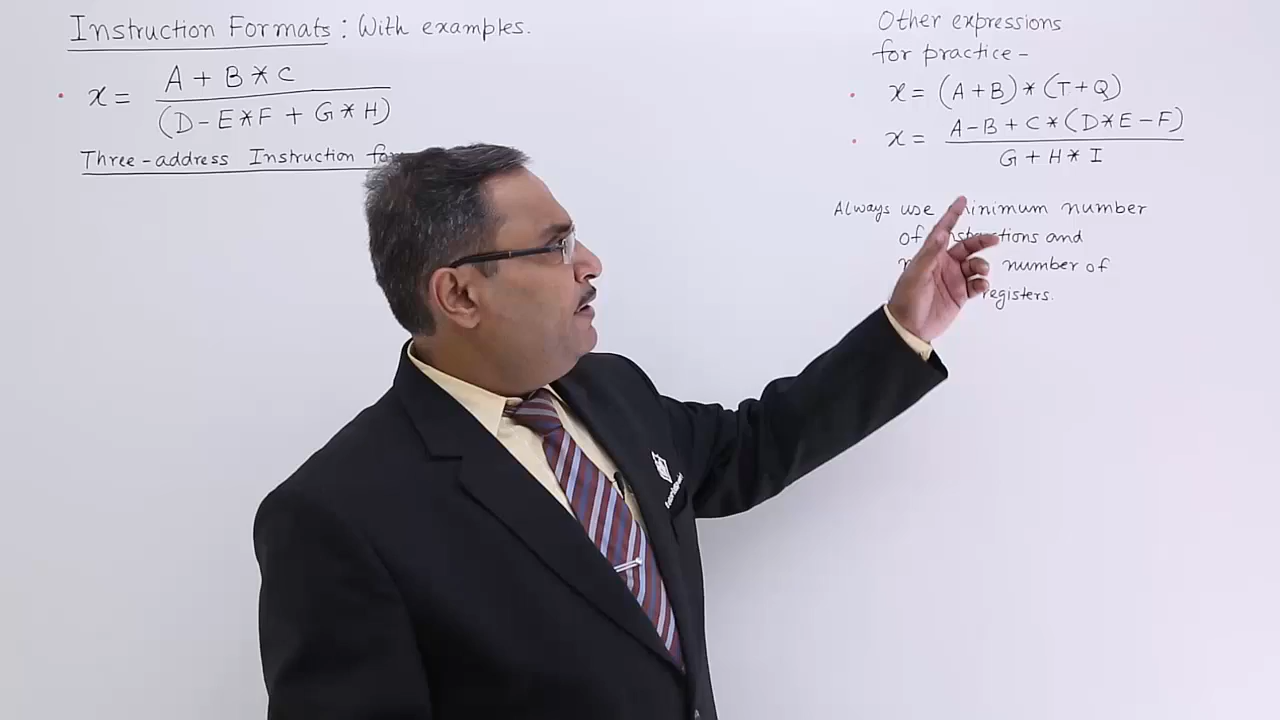 Instruction Formats : With examples.
• x = A + B * C
(D - E * F + G * H)
Three-address Instruction
Other expressions
for practice -
• x = (A + B) * (T + Q)
• x = A - B + C * (D * E - F)
G + H * I
Always use minimum number
of and
number of
registers.